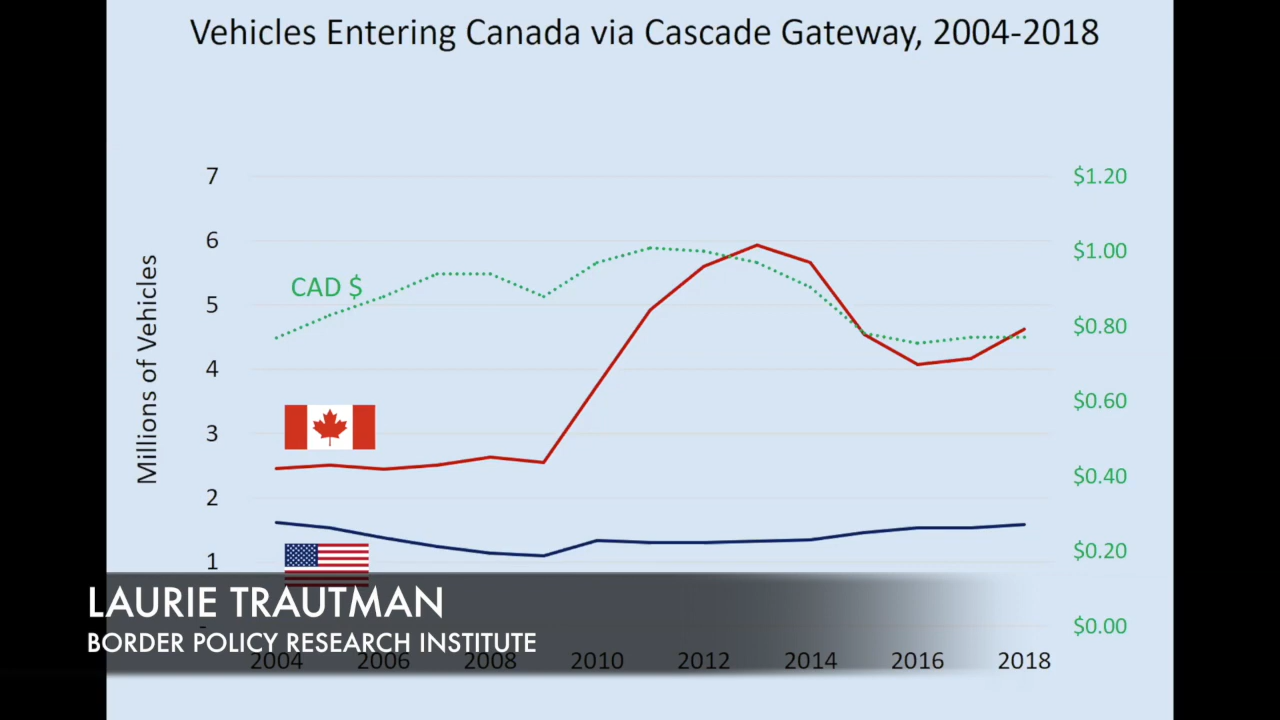 Vehicles Entering Canada via Cascade Gateway, 2004-2018
Millions of Vehicles
7
6
5
4
3
2
1
-
$1.20
$1.00
$0.80
$0.60
$0.40
$0.20
$0.00
CAD $
LAURIE TRAUTMAN
BORDER POLICY RESEARCH INSTITUTE
2004 2006 2008 2010 2012 2014 2016 2018